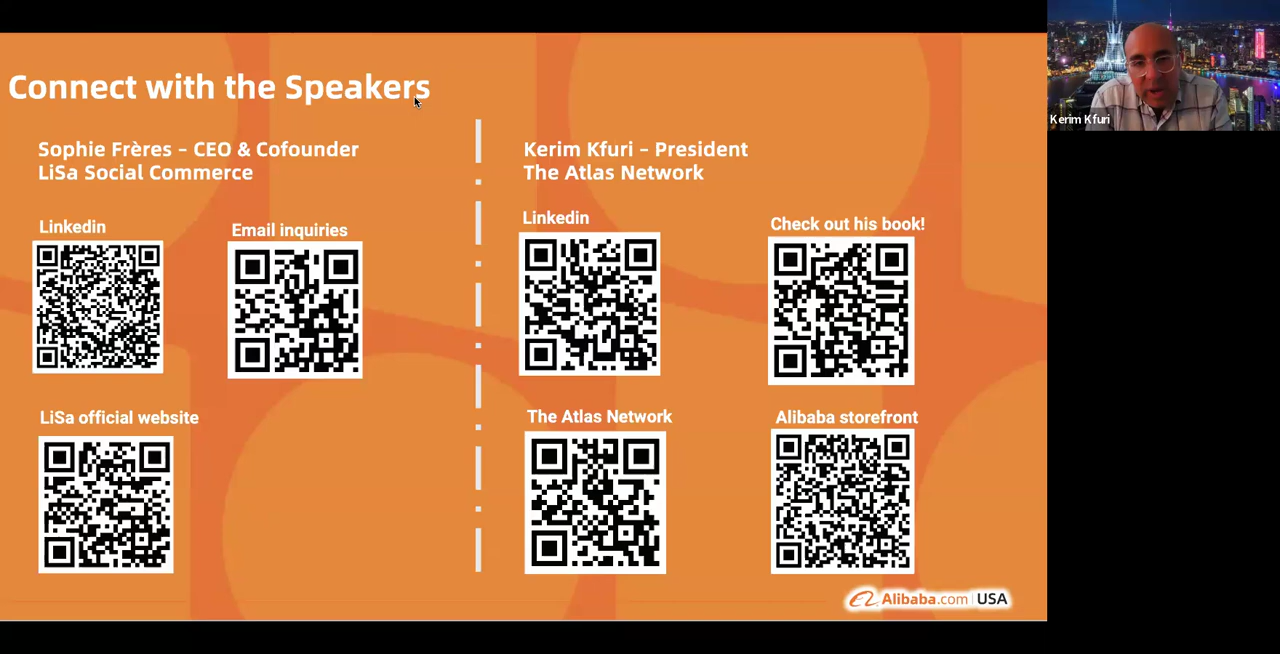 Connect with the Speakers
Sophie Frères – CEO & Cofounder
LiSa Social Commerce
Linkedin
Email inquiries
LiSa official website
Kerim Kfuri – President
The Atlas Network
Linkedin
Check out his book!
The Atlas Network
Alibaba storefront
Alibaba.com | USA
Kerim Kfuri